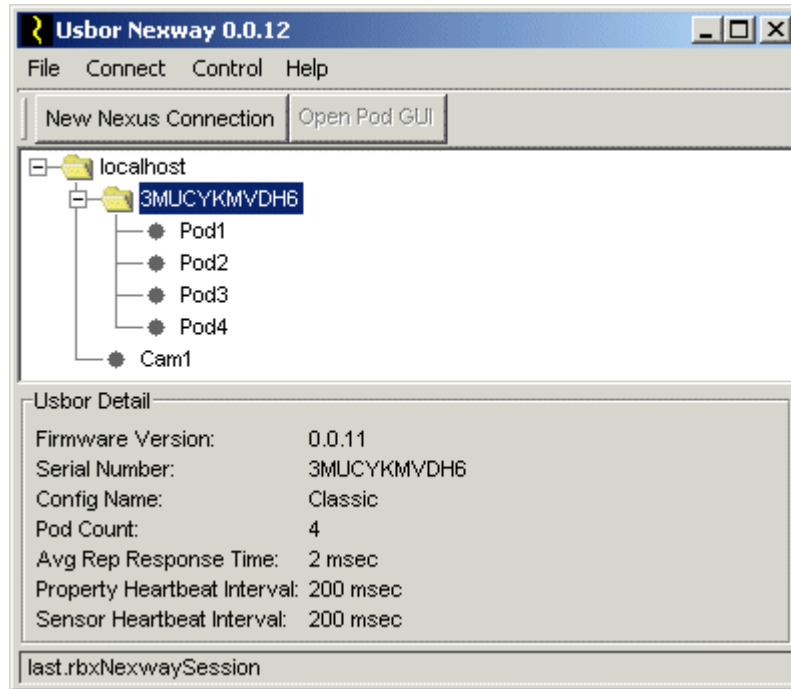 Usbor Nexway 0.0.12
File Connect Control Help
New Nexus Connection Open Pod GUI
localhost
3MUCYKMVDH6
Pod1
Pod2
Pod3
Pod4
Cam1
Usbor Detail
Firmware Version: 0.0.11
Serial Number: 3MUCYKMVDH6
Config Name: Classic
Pod Count: 4
Avg Rep Response Time: 2 msec
Property Heartbeat Interval: 200 msec
Sensor Heartbeat Interval: 200 msec
last.rbxNexwaySession